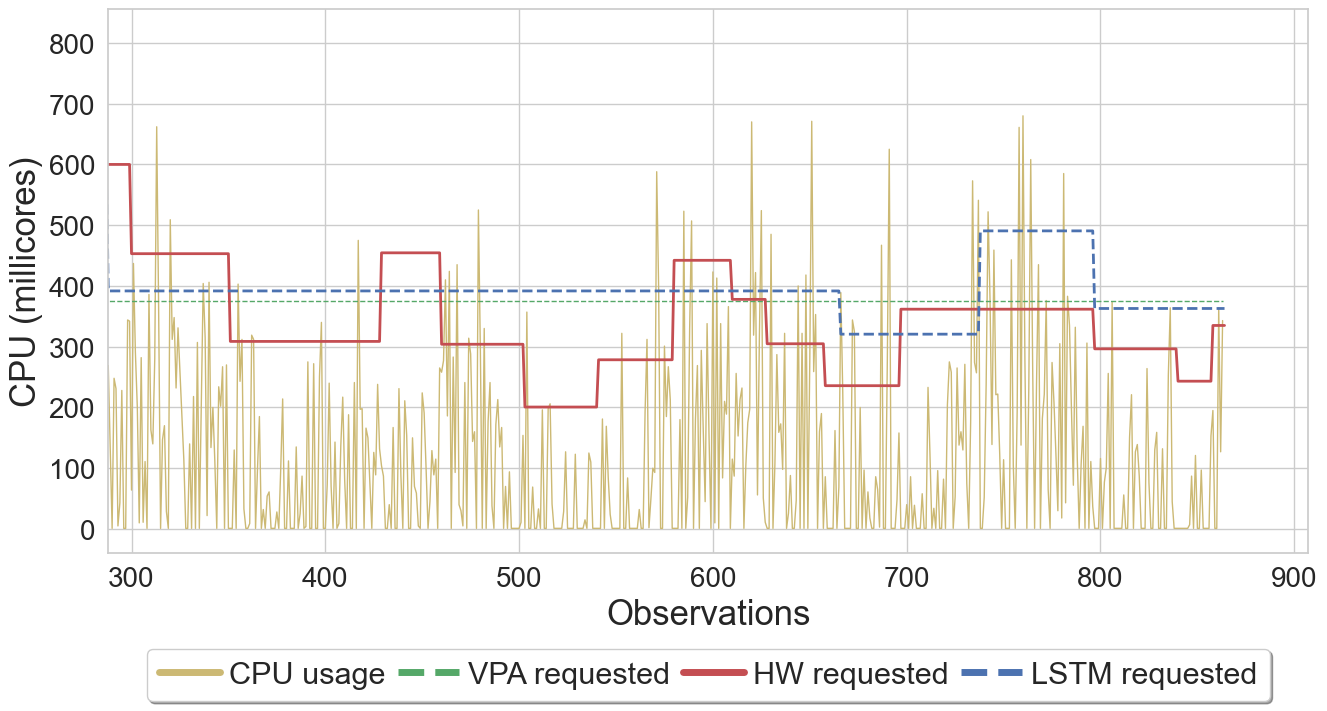 800
700
600
500
400
300
200
100
0
CPU (millicores)
300 400 500 600 700 800 900
Observations
CPU usage VPA requested HW requested LSTM requested